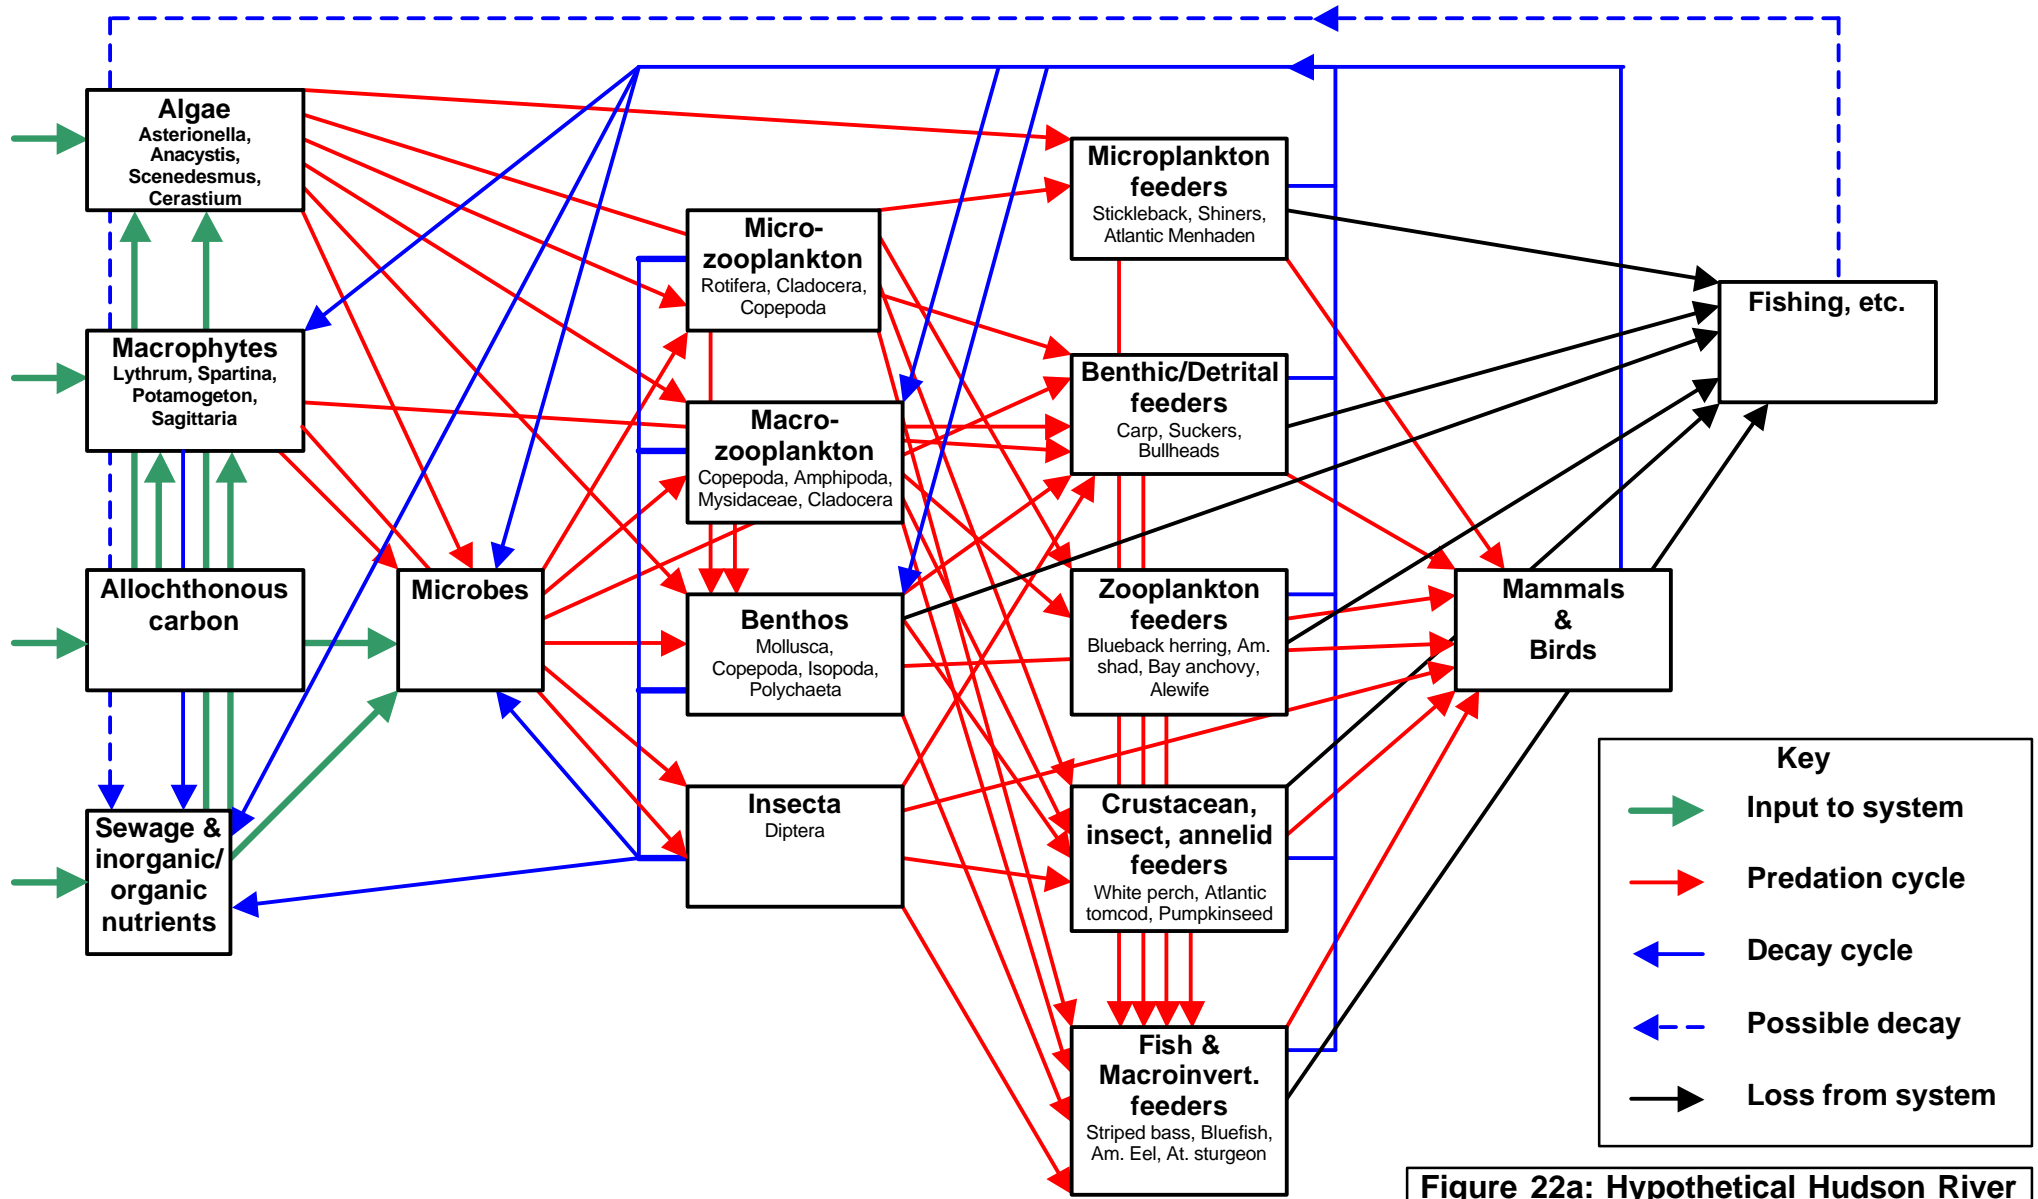 Algae
Asterionella,
Anacystis,
Scenedesmus,
Cerastium
Macrophytes
Lythrum, Spartina,
Potamogeton,
Sagittaria
Allochthonous
carbon
Sewage &
inorganic/
organic
nutrients
Microbes
Micro-
zooplankton
Rotifera, Cladocera,
Copepoda
Macro-
zooplankton
Copepoda, Amphipoda,
Mysidaceae, Cladocera
Benthos
Mollusca,
Copepoda, Isopoda,
Polychaeta
Insecta
Diptera
Microplankton
feeders
Stickleback, Shiners,
Atlantic Menhaden
Benthic/Detrital
feeders
Carp, Suckers,
Bullheads
Zooplankton
feeders
Blueback herring, Am.
shad, Bay anchovy,
Alewife
Crustacean,
insect, annelid
feeders
White perch, Atlantic
tomcod, Pumpkinseed
Fish &
Macroinvert.
feeders
Striped bass, Bluefish,
Am. Eel, At. sturgeon
Mammals
&
Birds
Fishing, etc.
Key
Input to system
Predation cycle
Decay cycle
Possible decay
Loss from system
Figure 22a: Hypothetical Hudson River